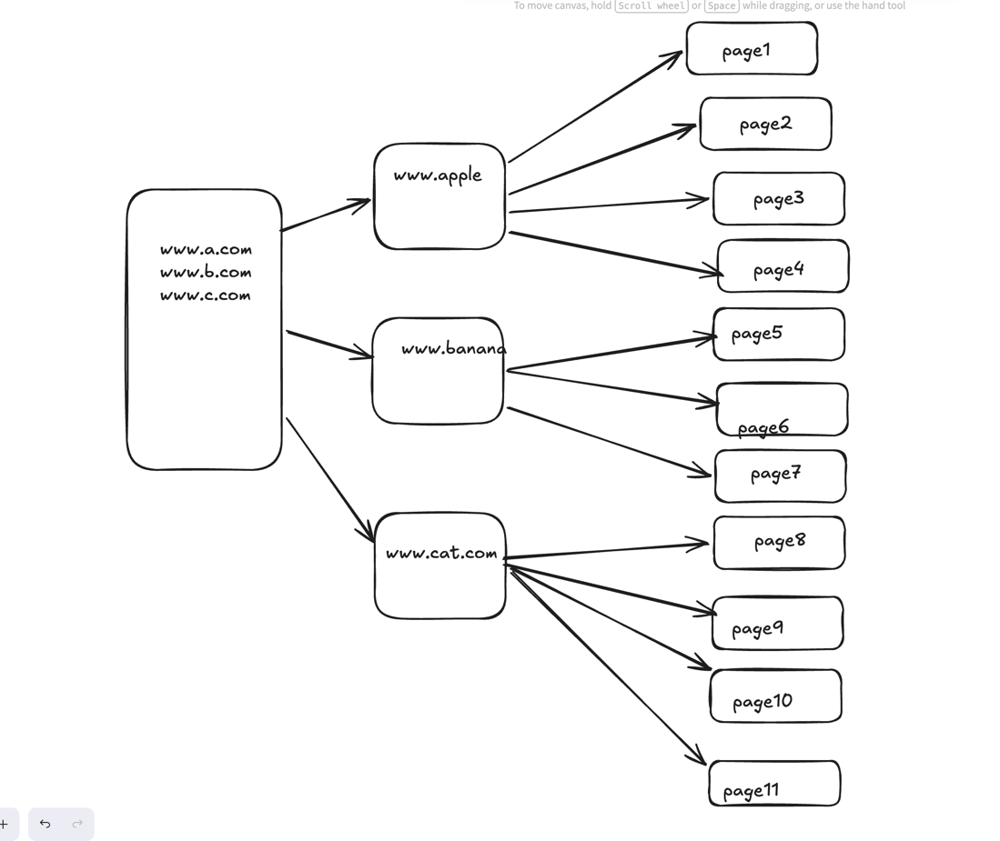 To move canvas, hold Scroll wheel or Space while dragging, or use the hand tool
www.a.com
www.b.com
www.c.com
www.apple
www.banana
www.cat.com
page1
page2
page3
page4
page5
page6
page7
page8
page9
page10
page11